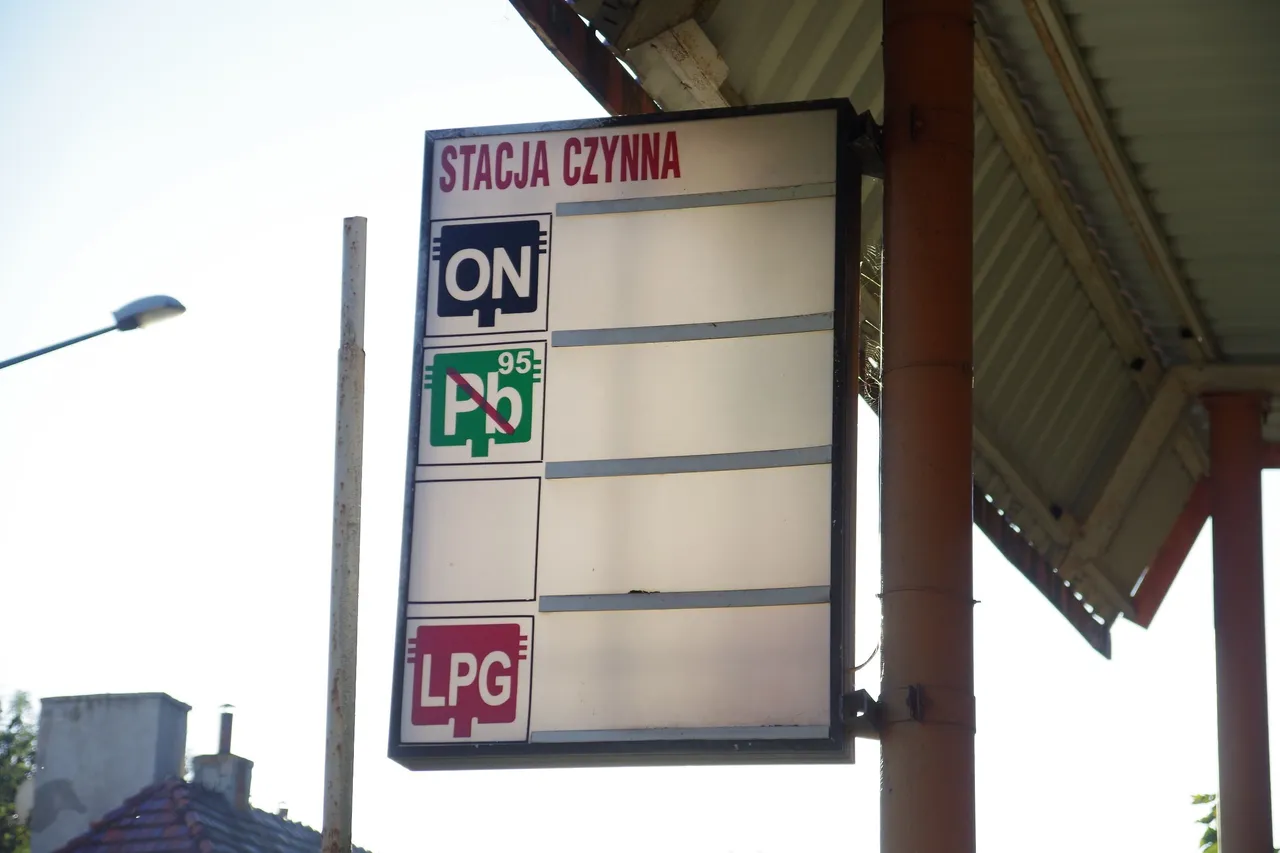 STACJA CZYNNA
ON
Pb 95
LPG